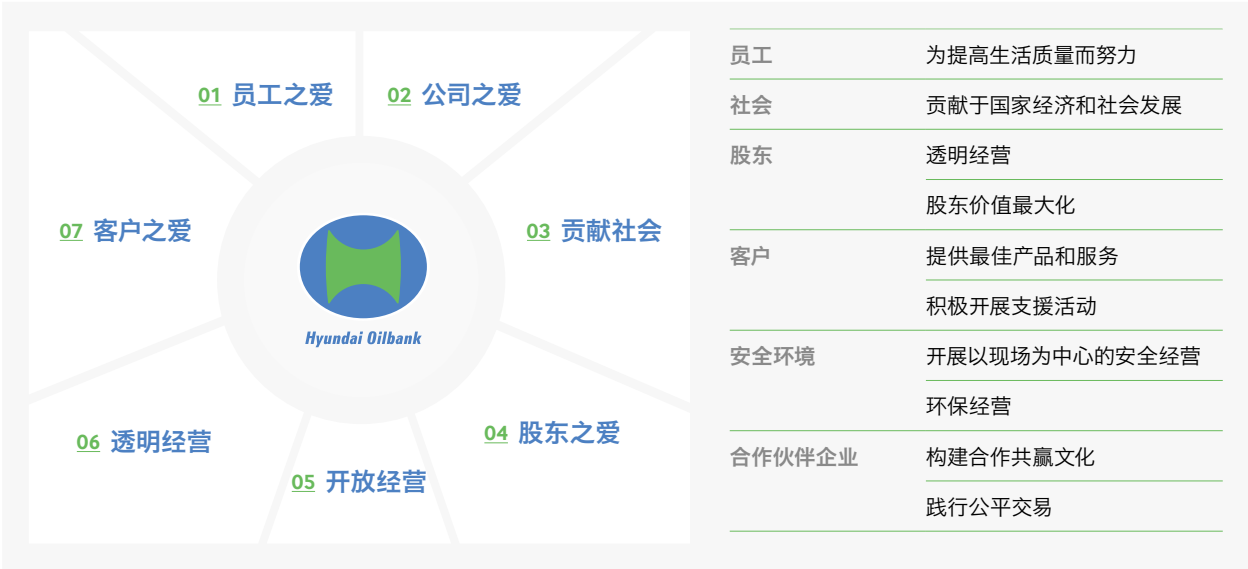 01 员工之爱
02 公司之爱
07 客户之爱
03 贡献社会
Hyundai Oilbank
06 透明经营
04 股东之爱
05 开放经营
员工 为提高生活质量而努力
社会 贡献于国家经济和社会发展
股东 透明经营
股东价值最大化
客户 提供最佳产品和服务
积极开展支援活动
安全环境 开展以现场为中心的安全经营
环保经营
合作伙伴企业 构建合作共赢文化
践行公平交易